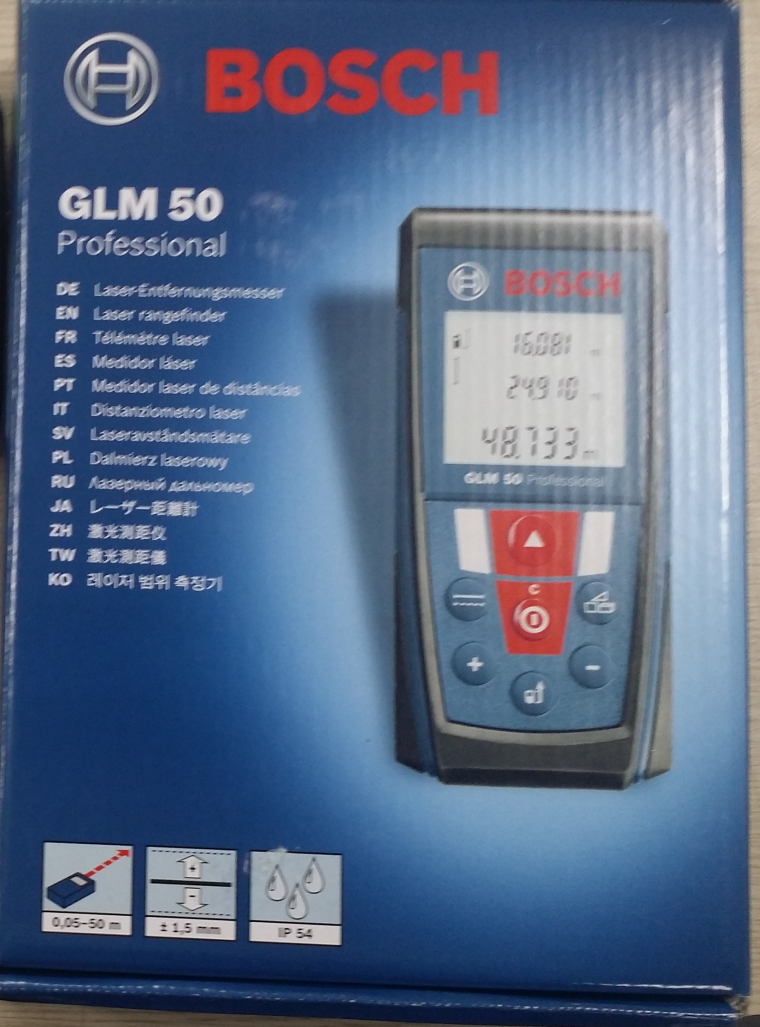 BOSCH
GLM 50
Professional
DE Laser-Entfernungsmesser
EN Laser rangefinder
FR Télémètre laser
ES Medidor láser
PT Medidor laser de distâncias
IT Distanziometro laser
SV Laseravståndsmätare
PL Dalmierz laserowy
RU Лазерный дальномер
JA レーザー距離計
ZH 激光测距仪
TW 激光測距儀
KO 레이저 범위 측정기
BOSCH
16.081 m
24.910 m
48.733 m
GLM 50 Professional
C
+ -
+
-
0,05–50 m
± 1,5 mm
IP 54